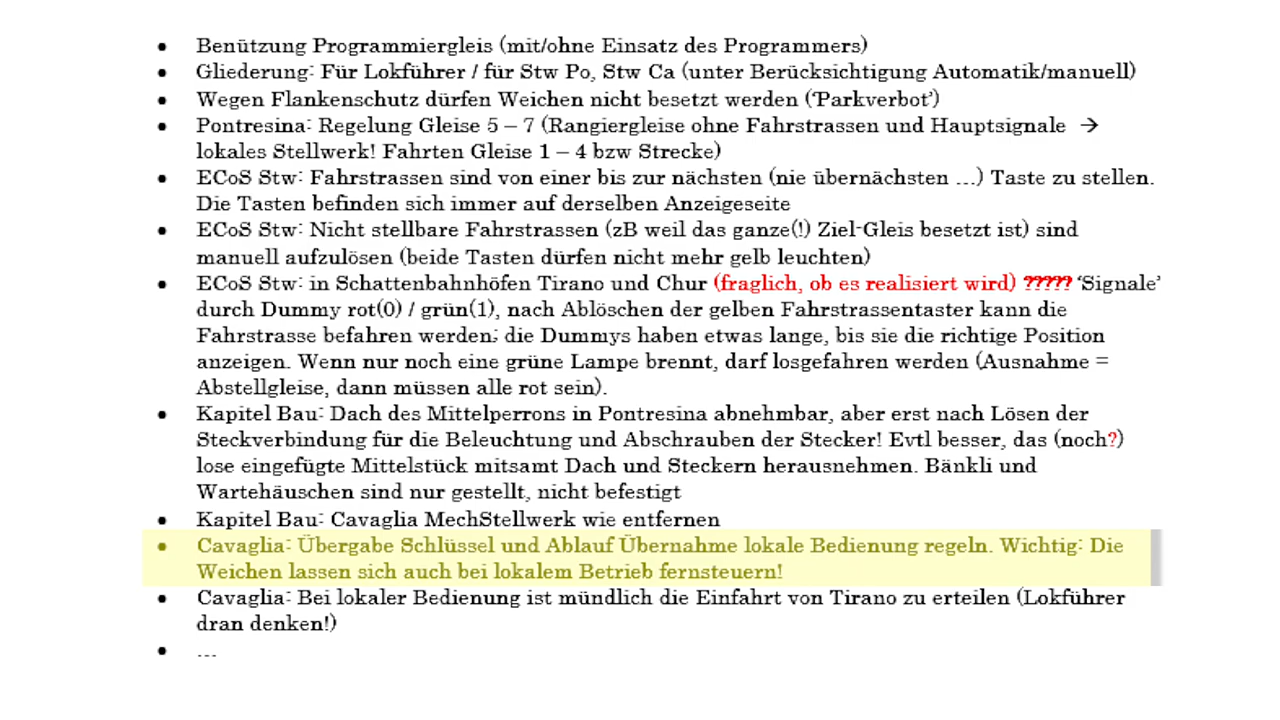 • Benützung Programmiergleis (mit/ohne Einsatz des Programmers)
• Gliederung: Für Lokführer / für Stw Po, Stw Ca (unter Berücksichtigung Automatik/manuell)
• Wegen Flankenschutz dürfen Weichen nicht besetzt werden (‘Parkverbot’)
• Pontresina: Regelung Gleise 5 – 7 (Rangiergleise ohne Fahrstrassen und Hauptsignale →
lokales Stellwerk! Fahrten Gleise 1 – 4 bzw Strecke)
• ECoS Stw: Fahrstrassen sind von einer bis zur nächsten (nie übernächsten …) Taste zu stellen.
Die Tasten befinden sich immer auf derselben Anzeigeseite
• ECoS Stw: Nicht stellbare Fahrstrassen (zB weil das ganze(!) Ziel-Gleis besetzt ist) sind
manuell aufzulösen (beide Tasten dürfen nicht mehr gelb leuchten)
• ECoS Stw: in Schattenbahnhöfen Tirano und Chur (fraglich, ob es realisiert wird) ????? ‘Signale’
durch Dummy rot(0) / grün(1), nach Ablöschen der gelben Fahrstrassentaster kann die
Fahrstrasse befahren werden; die Dummys haben etwas lange, bis sie die richtige Position
anzeigen. Wenn nur noch eine grüne Lampe brennt, darf losgefahren werden (Ausnahme =
Abstellgleise, dann müssen alle rot sein).
• Kapitel Bau: Dach des Mittelperrons in Pontresina abnehmbar, aber erst nach Lösen der
Steckverbindung für die Beleuchtung und Abschrauben der Stecker! Evtl besser, das (noch?)
lose eingefügte Mittelstück mitsamt Dach und Steckern herausnehmen. Bänkli und
Wartehäuschen sind nur gestellt, nicht befestigt
• Kapitel Bau: Cavaglia MechStellwerk wie entfernen
• Cavaglia: Übergabe Schlüssel und Ablauf Übernahme lokale Bedienung regeln. Wichtig: Die
Weichen lassen sich auch bei lokalem Betrieb fernsteuern!
• Cavaglia: Bei lokaler Bedienung ist mündlich die Einfahrt von Tirano zu erteilen (Lokführer
dran denken!)
• …